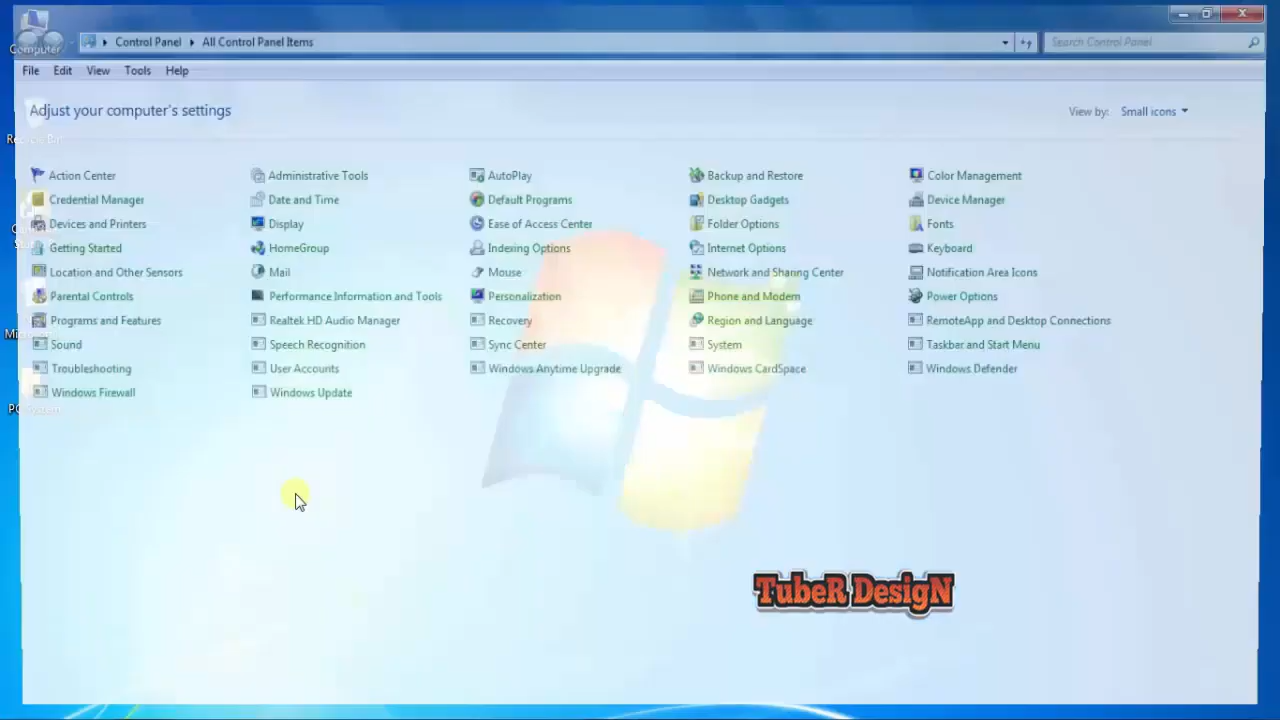 Computer
Control Panel All Control Panel Items
Search Control Panel
File Edit View Tools Help
Adjust your computer's settings
View by: Small icons
Recycle Bin
Action Center Administrative Tools AutoPlay Backup and Restore Color Management
Credential Manager Date and Time Default Programs Desktop Gadgets Device Manager
Devices and Printers Display Ease of Access Center Folder Options Fonts
Getting Started HomeGroup Indexing Options Internet Options Keyboard
Location and Other Sensors Mail Mouse Network and Sharing Center Notification Area Icons
Parental Controls Performance Information and Tools Personalization Phone and Modem Power Options
Programs and Features Realtek HD Audio Manager Recovery Region and Language RemoteApp and Desktop Connections
Sound Speech Recognition Sync Center System Taskbar and Start Menu
Troubleshooting User Accounts Windows Anytime Upgrade Windows CardSpace Windows Defender
Windows Firewall Windows Update
TubeR DesigN